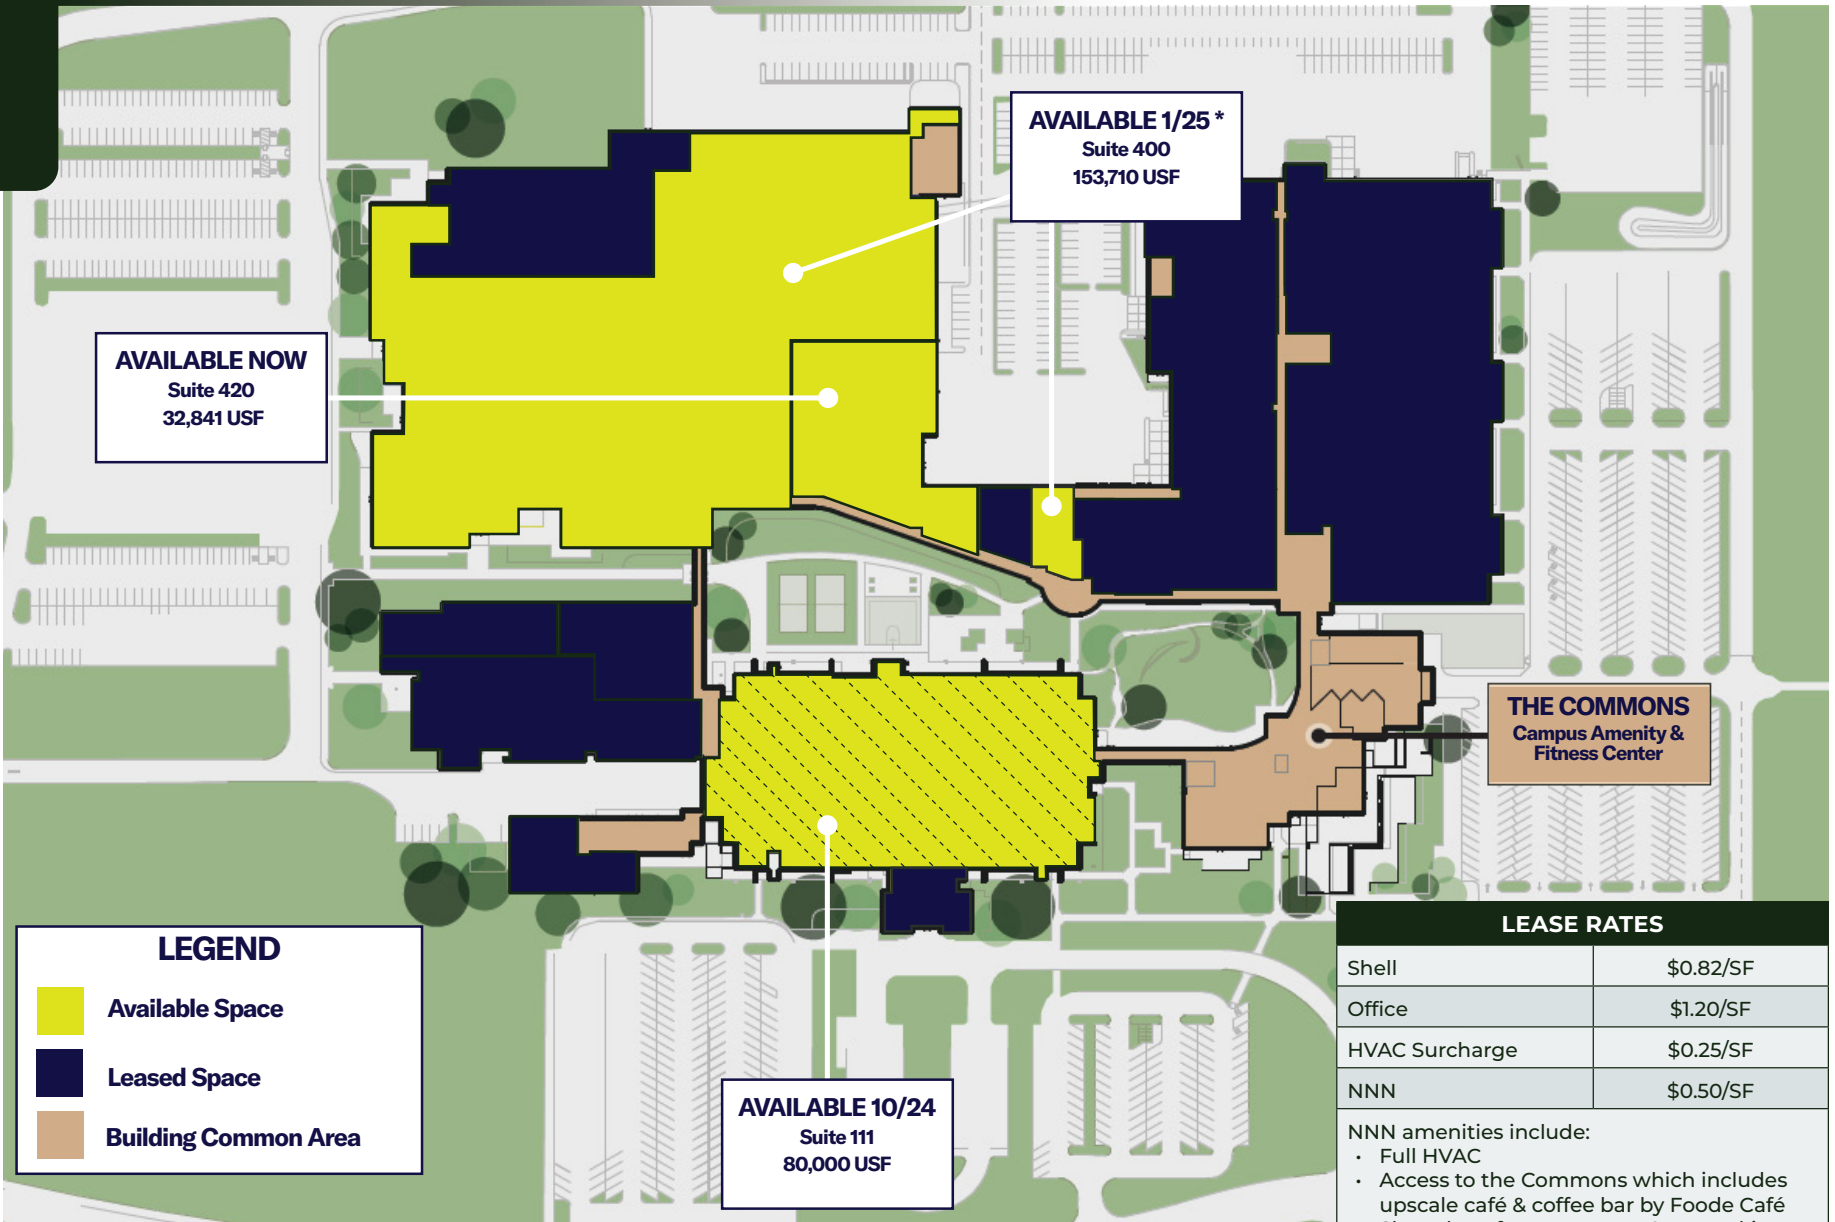 AVAILABLE 1/25 *
Suite 400
153,710 USF
AVAILABLE NOW
Suite 420
32,841 USF
THE COMMONS
Campus Amenity &
Fitness Center
AVAILABLE 10/24
Suite 111
80,000 USF
LEGEND
Available Space
Leased Space
Building Common Area
LEASE RATES
Shell $0.82/SF
Office $1.20/SF
HVAC Surcharge $0.25/SF
NNN $0.50/SF
NNN amenities include:
• Full HVAC
• Access to the Commons which includes
upscale café & coffee bar by Foode Café